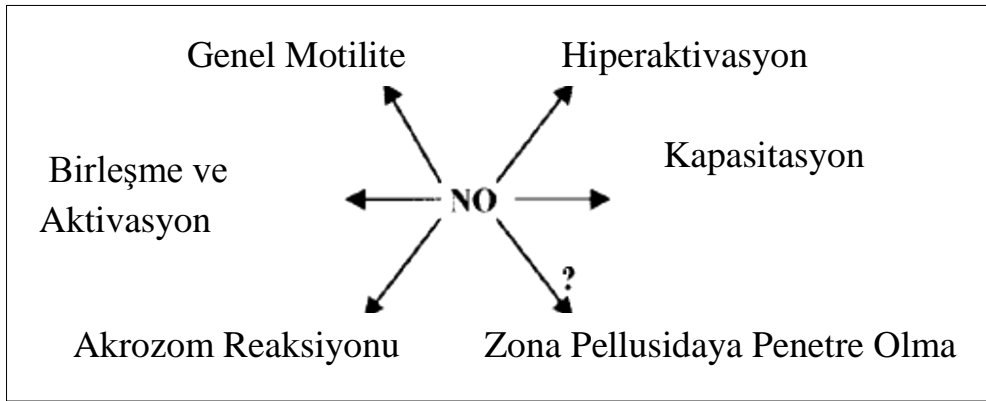 Genel Motilite
Hiperaktivasyon
Birleşme ve
Aktivasyon
NO
Kapasitasyon
?
Akrozom Reaksiyonu
Zona Pellusidaya Penetre Olma